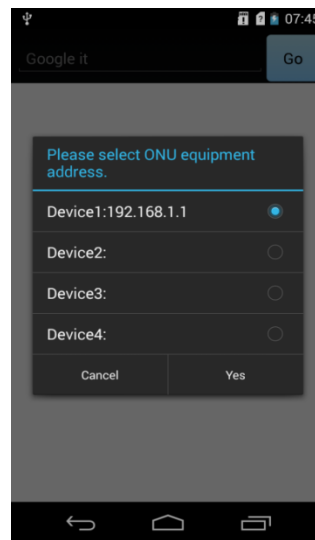 07:45
Google it
Go
Please select ONU equipment
address.
Device1:192.168.1.1
Device2:
Device3:
Device4:
Cancel
Yes